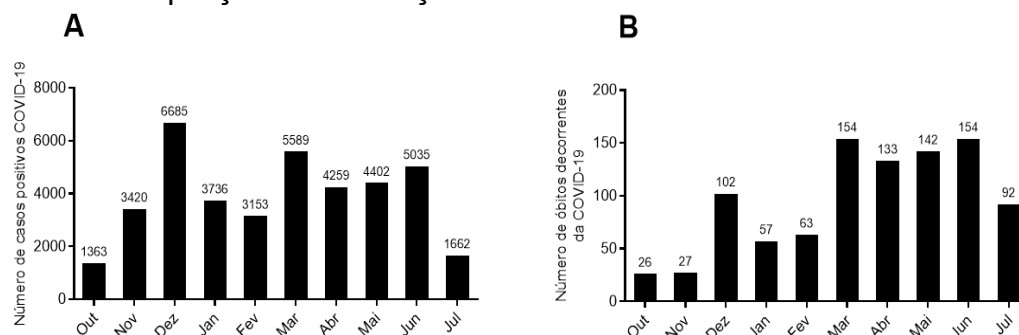 A
B
Número de casos positivos COVID-19
8000
6000
4000
2000
0
1363
3420
6685
3736
3153
5589
4259
4402
5035
1662
Out
Nov
Dez
Jan
Fev
Mar
Abr
Mai
Jun
Jul
Número de óbitos decorrentes
da COVID-19
200
150
100
50
0
26
27
102
57
63
154
133
142
154
92
Out
Nov
Dez
Jan
Fev
Mar
Abr
Mai
Jun
Jul